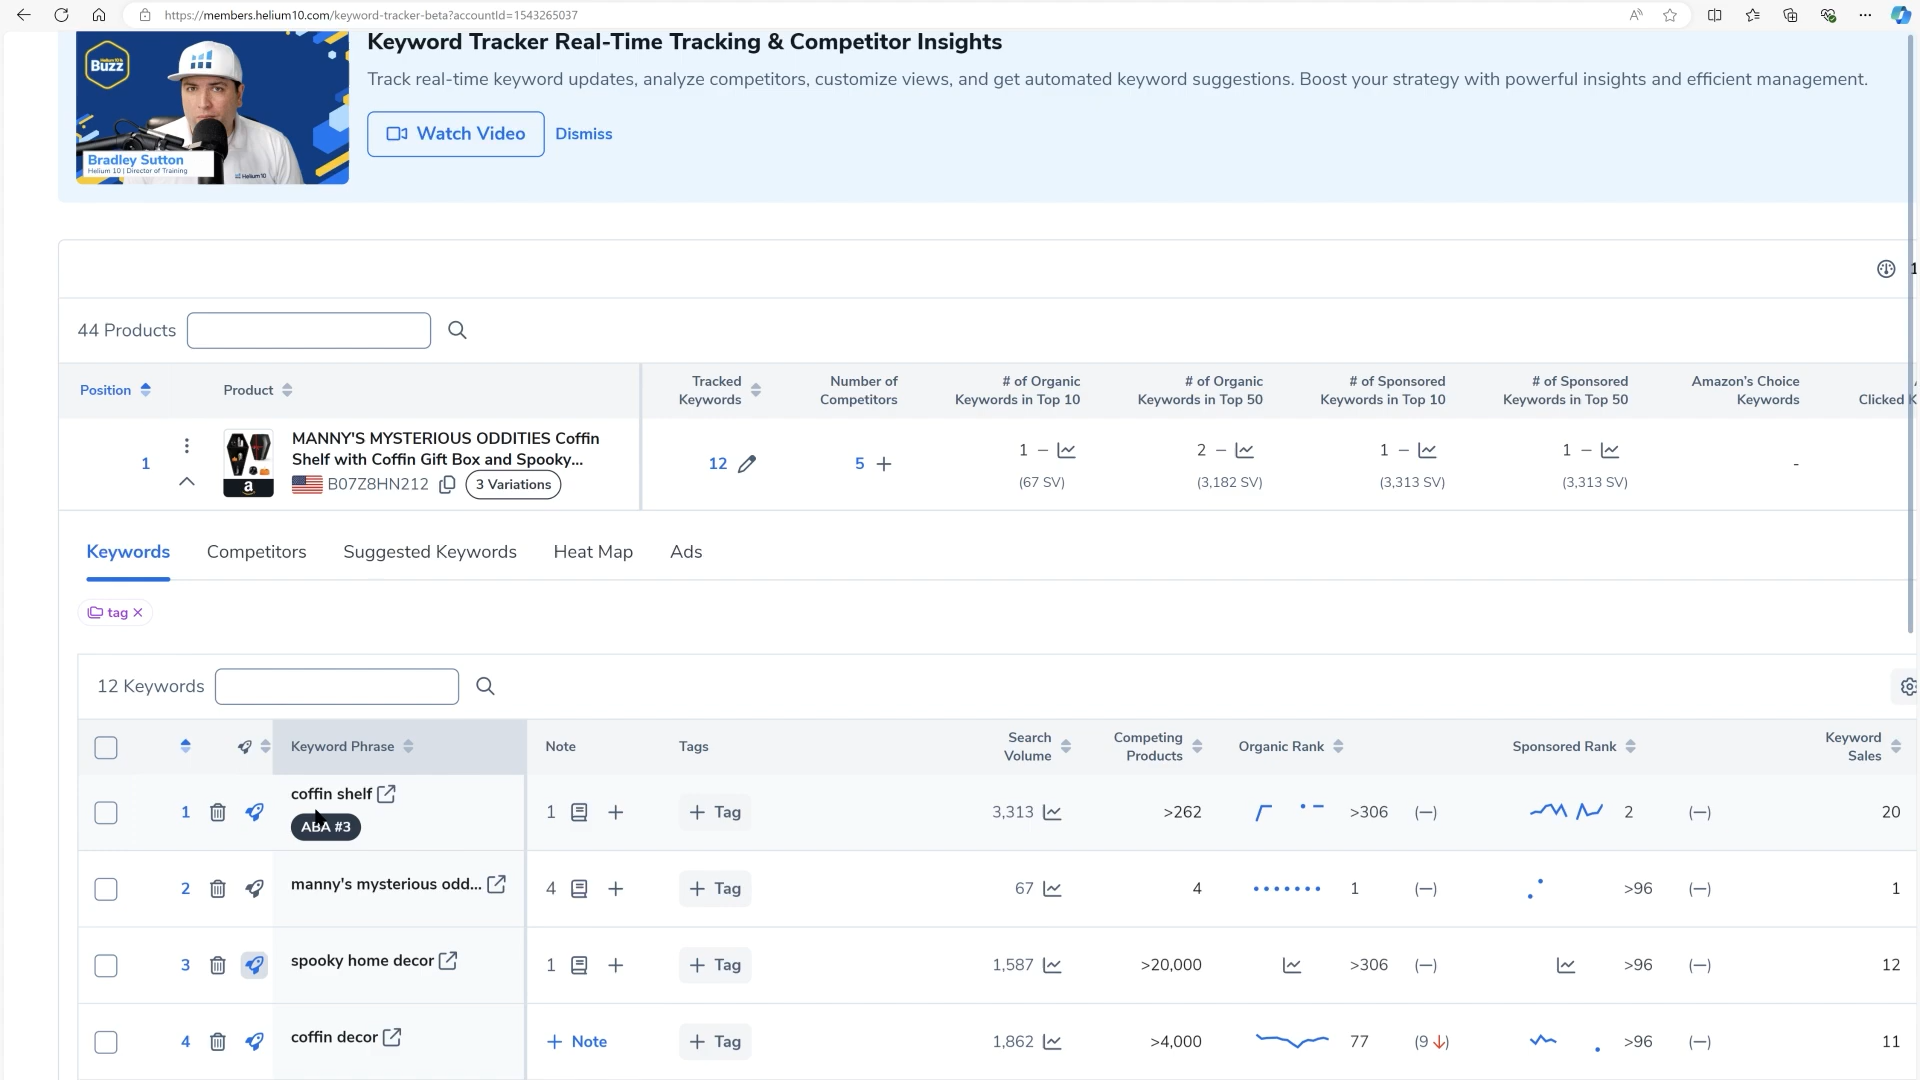 https://members.helium10.com/keyword-tracker-beta?accountId=1543265037
Keyword Tracker Real-Time Tracking & Competitor Insights
Track real-time keyword updates, analyze competitors, customize views, and get automated keyword suggestions. Boost your strategy with powerful insights and efficient management.
Buzz
Watch Video
Dismiss
Bradley Sutton
Helium 10 | Director of Training
44 Products
Position
Product
Tracked Keywords
Number of Competitors
# of Organic Keywords in Top 10
# of Organic Keywords in Top 50
# of Sponsored Keywords in Top 10
# of Sponsored Keywords in Top 50
Amazon's Choice Keywords
Clicked K
1
MANNY'S MYSTERIOUS ODDITIES Coffin
Shelf with Coffin Gift Box and Spooky...
B07Z8HN212
3 Variations
12
5 +
1 –
(67 SV)
2 –
(3,182 SV)
1 –
(3,313 SV)
1 –
(3,313 SV)
-
Keywords
Competitors
Suggested Keywords
Heat Map
Ads
tag ×
12 Keywords
Keyword Phrase
Note
Tags
Search Volume
Competing Products
Organic Rank
Sponsored Rank
Keyword Sales
1 coffin shelf
ABA #3
1 + + Tag 3,313 >262 >306 (—) 2 (—) 20
2 manny's mysterious odd... 4 + + Tag 67 4 1 (—) >96 (—) 1
3 spooky home decor 1 + + Tag 1,587 >20,000 >306 (—) >96 (—) 12
4 coffin decor + Note + Tag 1,862 >4,000 77 (9 ↓) >96 (—) 11